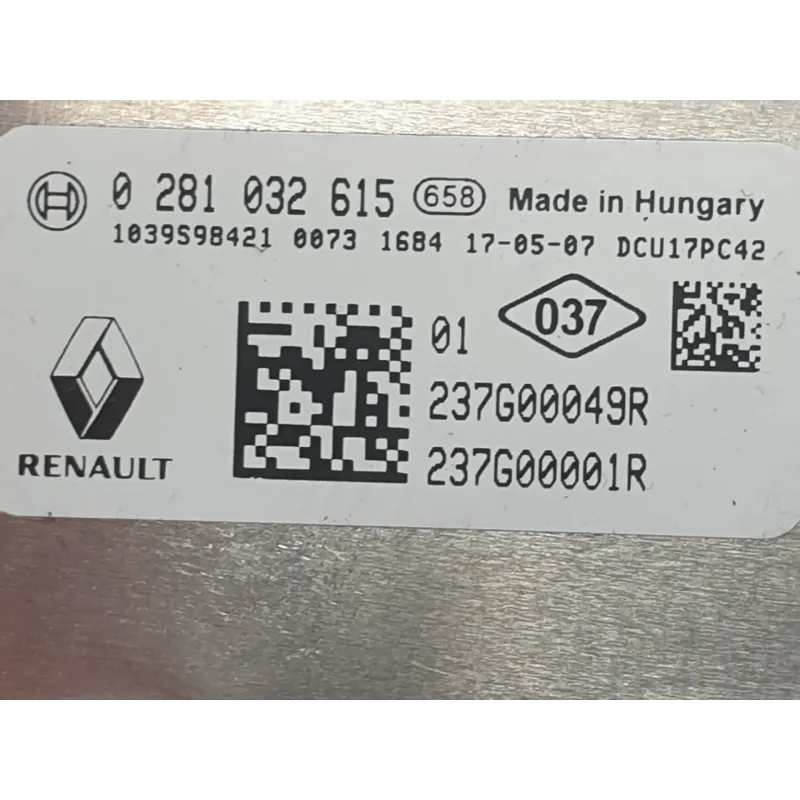 0 281 032 615 658 Made in Hungary
1039S98421 0073 1684 17-05-07 DCU17PC42
01 037
237G00049R
237G00001R
RENAULT